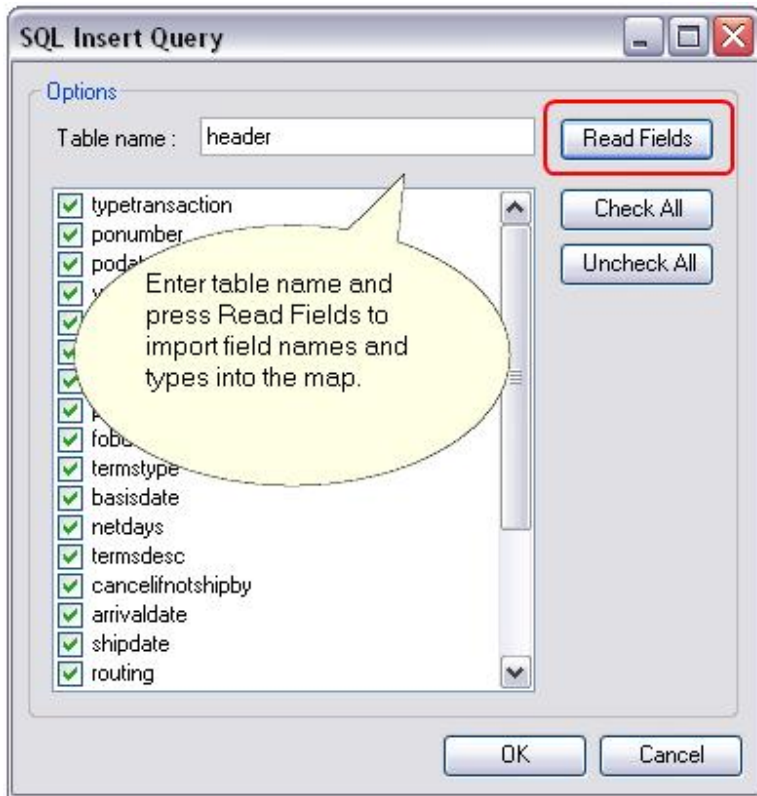 SQL Insert Query
Options
Table name :
header
Read Fields
Check All
Uncheck All
typetransaction
ponumber
Enter table name and
press Read Fields to
import field names and
types into the map.
termstype
basisdate
netdays
termsdesc
cancelifnotshipby
arrivaldate
shipdate
routing
OK
Cancel